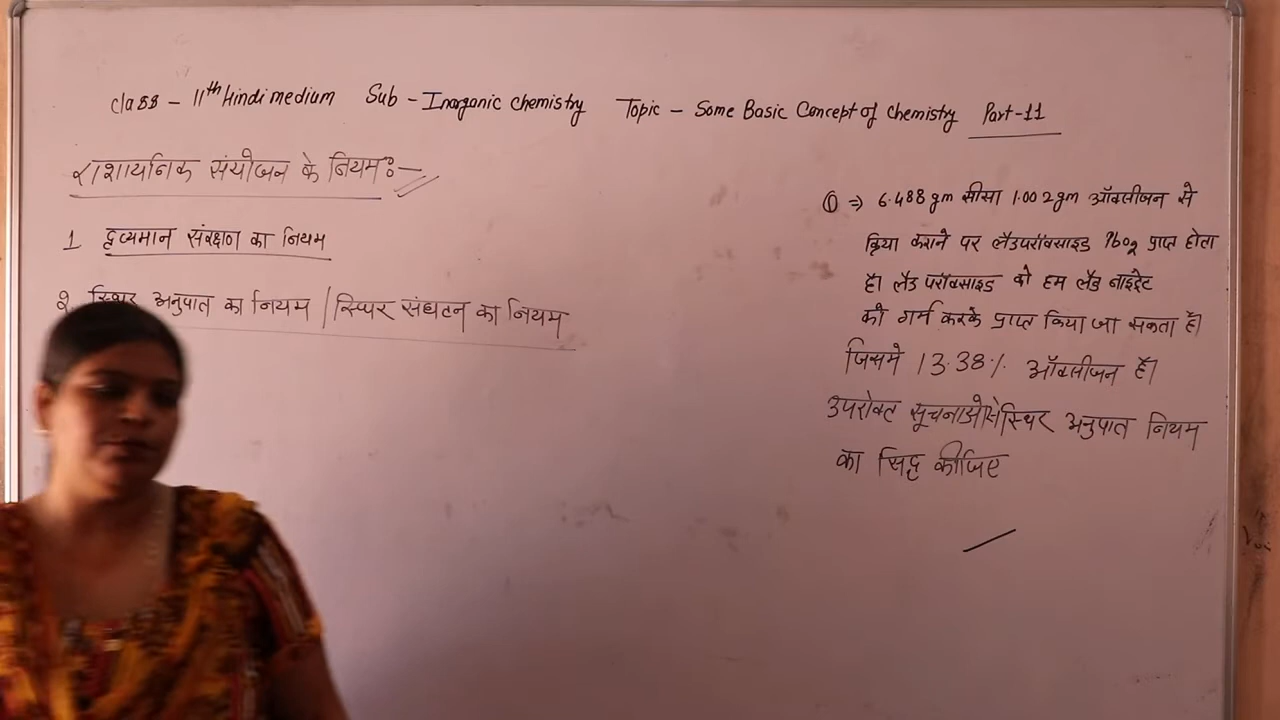 Class - 11th Hindi medium Sub - Inorganic Chemistry Topic - Some Basic Concept of Chemistry Part-11
राशायनिक संयोजन के नियम:-
1 द्रव्यमान संरक्षण का नियम
2 स्थिर अनुपात का नियम / स्थिर संघटन का नियम
① ⇒ 6.488 gm सीसा 1.002gm ऑक्सीजन से
क्रिया कराने पर लैडपरॉक्साइड Pbo2 प्राप्त होता
है। लैड परॉक्साइड को हम लैड नाइट्रेट
को गर्म करके प्राप्त किया जा सकता है।
जिसमे 13.38% ऑक्सीजन है।
उपरोक्त सूचनाओ से स्थिर अनुपात नियम
का सिद्ध कीजिए